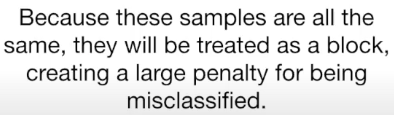 Because these samples are all the
same, they will be treated as a block,
creating a large penalty for being
misclassified.